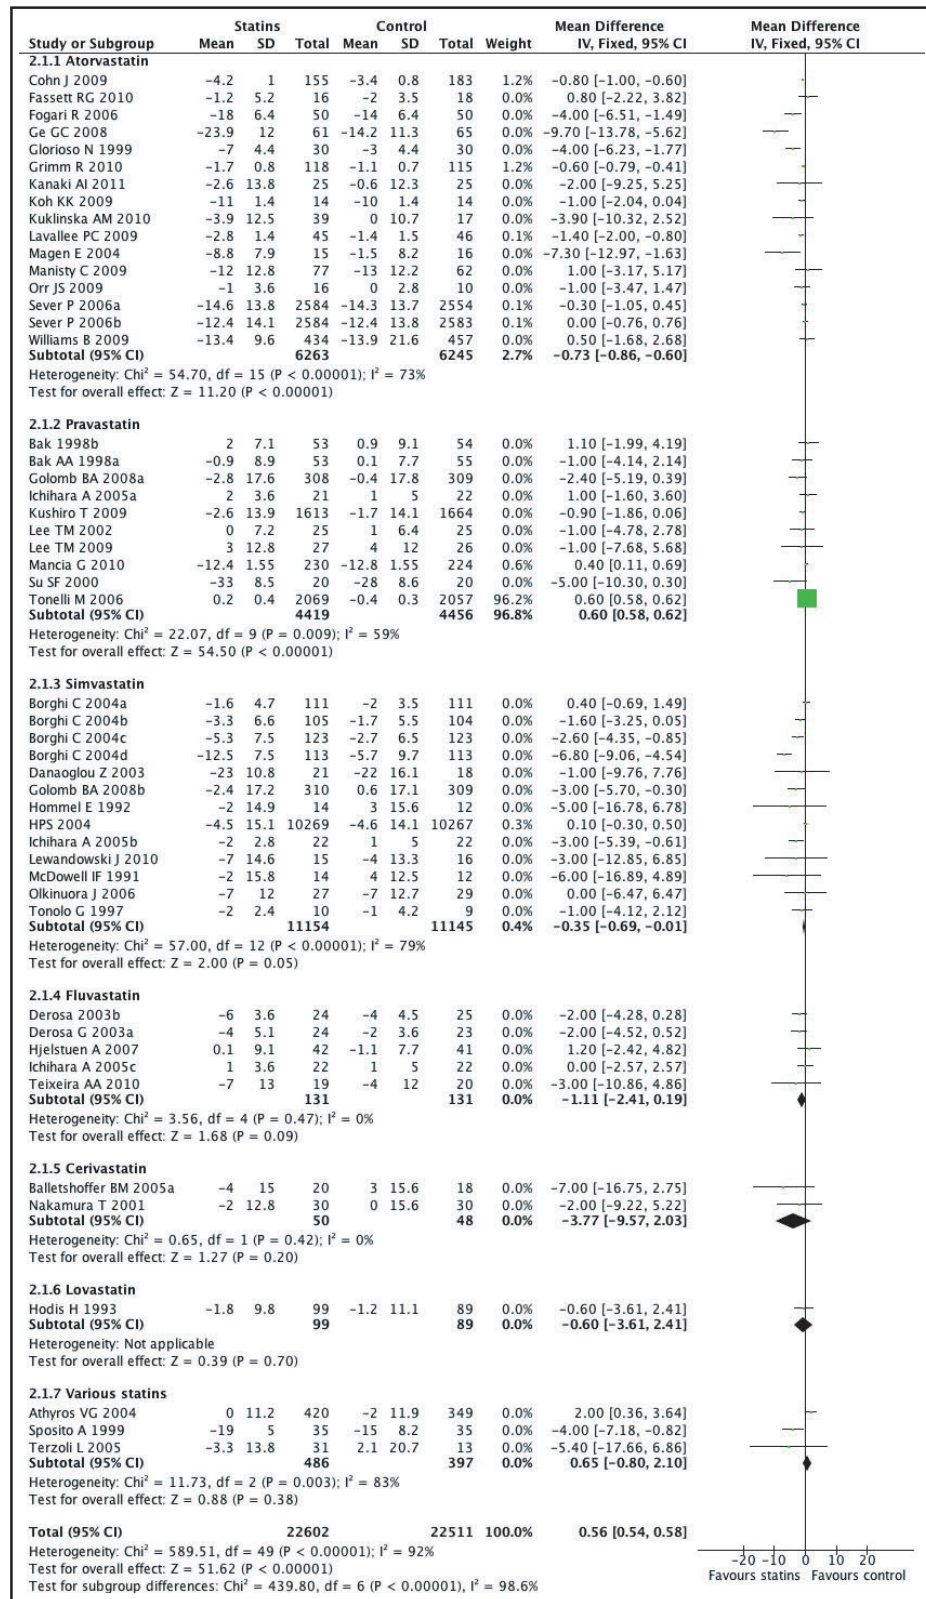 Statins Control Mean Difference Mean Difference
Study or Subgroup Mean SD Total Mean SD Total Weight IV, Fixed, 95% CI IV, Fixed, 95% CI
2.1.1 Atorvastatin
Cohn J 2009 −4.2 1 155 −3.4 0.8 183 1.2% −0.80 [−1.00, −0.60]
Fassett RG 2010 −1.2 5.2 16 −2 3.5 18 0.0% 0.80 [−2.22, 3.82]
Fogari R 2006 −18 6.4 50 −14 6.4 50 0.0% −4.00 [−6.51, −1.49]
Ge GC 2008 −23.9 12 61 −14.2 11.3 65 0.0% −9.70 [−13.78, −5.62]
Glorioso N 1999 −7 4.4 30 −3 4.4 30 0.0% −4.00 [−6.23, −1.77]
Grimm R 2010 −1.7 0.8 118 −1.1 0.7 115 1.2% −0.60 [−0.79, −0.41]
Kanaki AI 2011 −2.6 13.8 25 −0.6 12.3 25 0.0% −2.00 [−9.25, 5.25]
Koh KK 2009 −11 1.4 14 −10 1.4 14 0.0% −1.00 [−2.04, 0.04]
Kuklinska AM 2010 −3.9 12.5 39 0 10.7 17 0.0% −3.90 [−10.32, 2.52]
Lavallee PC 2009 −2.8 1.4 45 −1.4 1.5 46 0.1% −1.40 [−2.00, −0.80]
Magen E 2004 −8.8 7.9 15 −1.5 8.2 16 0.0% −7.30 [−12.97, −1.63]
Manisty C 2009 −12 12.8 77 −13 12.2 62 0.0% 1.00 [−3.17, 5.17]
Orr JS 2009 −1 3.6 16 0 2.8 10 0.0% −1.00 [−3.47, 1.47]
Sever P 2006a −14.6 13.8 2584 −14.3 13.7 2554 0.1% −0.30 [−1.05, 0.45]
Sever P 2006b −12.4 14.1 2584 −12.4 13.8 2583 0.1% 0.00 [−0.76, 0.76]
Williams B 2009 −13.4 9.6 434 −13.9 21.6 457 0.0% 0.50 [−1.68, 2.68]
Subtotal (95% CI) 6263 6245 2.7% −0.73 [−0.86, −0.60]
Heterogeneity: Chi² = 54.70, df = 15 (P < 0.00001); I² = 73%
Test for overall effect: Z = 11.20 (P < 0.00001)
2.1.2 Pravastatin
Bak 1998b 2 7.1 53 0.9 9.1 54 0.0% 1.10 [−1.99, 4.19]
Bak AA 1998a −0.9 8.9 53 0.1 7.7 55 0.0% −1.00 [−4.14, 2.14]
Golomb BA 2008a −2.8 17.6 308 −0.4 17.8 309 0.0% −2.40 [−5.19, 0.39]
Ichihara A 2005a 2 3.6 21 1 5 22 0.0% 1.00 [−1.60, 3.60]
Kushiro T 2009 −2.6 13.9 1613 −1.7 14.1 1664 0.0% −0.90 [−1.86, 0.06]
Lee TM 2002 0 7.2 25 1 6.4 25 0.0% −1.00 [−4.78, 2.78]
Lee TM 2009 3 12.8 27 4 12 26 0.0% −1.00 [−7.68, 5.68]
Mancia G 2010 −12.4 1.55 230 −12.8 1.55 224 0.6% 0.40 [0.11, 0.69]
Su SF 2000 −33 8.5 20 −28 8.6 20 0.0% −5.00 [−10.30, 0.30]
Tonelli M 2006 0.2 0.4 2069 −0.4 0.3 2057 96.2% 0.60 [0.58, 0.62]
Subtotal (95% CI) 4419 4456 96.8% 0.60 [0.58, 0.62]
Heterogeneity: Chi² = 22.07, df = 9 (P = 0.009); I² = 59%
Test for overall effect: Z = 54.50 (P < 0.00001)
2.1.3 Simvastatin
Borghi C 2004a −1.6 4.7 111 −2 3.5 111 0.0% 0.40 [−0.69, 1.49]
Borghi C 2004b −3.3 6.6 105 −1.7 5.5 104 0.0% −1.60 [−3.25, 0.05]
Borghi C 2004c −5.3 7.5 123 −2.7 6.5 123 0.0% −2.60 [−4.35, −0.85]
Borghi C 2004d −12.5 7.5 113 −5.7 9.7 113 0.0% −6.80 [−9.06, −4.54]
Danaoglou Z 2003 −23 10.8 21 −22 16.1 18 0.0% −1.00 [−9.76, 7.76]
Golomb BA 2008b −2.4 17.2 310 0.6 17.1 309 0.0% −3.00 [−5.70, −0.30]
Hommel E 1992 −2 14.9 14 3 15.6 12 0.0% −5.00 [−16.78, 6.78]
HPS 2004 −4.5 15.1 10269 −4.6 14.1 10267 0.3% 0.10 [−0.30, 0.50]
Ichihara A 2005b −2 2.8 22 1 5 22 0.0% −3.00 [−5.39, −0.61]
Lewandowski J 2010 −7 14.6 15 −4 13.3 16 0.0% −3.00 [−12.85, 6.85]
McDowell IF 1991 −2 15.8 14 4 12.5 12 0.0% −6.00 [−16.89, 4.89]
Olkinuora J 2006 −7 12 27 −7 12.7 29 0.0% 0.00 [−6.47, 6.47]
Tonolo G 1997 −2 2.4 10 −1 4.2 9 0.0% −1.00 [−4.12, 2.12]
Subtotal (95% CI) 11154 11145 0.4% −0.35 [−0.69, −0.01]
Heterogeneity: Chi² = 57.00, df = 12 (P < 0.00001); I² = 79%
Test for overall effect: Z = 2.00 (P = 0.05)
2.1.4 Fluvastatin
Derosa 2003b −6 3.6 24 −4 4.5 25 0.0% −2.00 [−4.28, 0.28]
Derosa G 2003a −4 5.1 24 −2 3.6 23 0.0% −2.00 [−4.52, 0.52]
Hjelstuen A 2007 0.1 9.1 42 −1.1 7.7 41 0.0% 1.20 [−2.42, 4.82]
Ichihara A 2005c 1 3.6 22 1 5 22 0.0% 0.00 [−2.57, 2.57]
Teixeira AA 2010 −7 13 19 −4 12 20 0.0% −3.00 [−10.86, 4.86]
Subtotal (95% CI) 131 131 0.0% −1.11 [−2.41, 0.19]
Heterogeneity: Chi² = 3.56, df = 4 (P = 0.47); I² = 0%
Test for overall effect: Z = 1.68 (P = 0.09)
2.1.5 Cerivastatin
Balletshoffer BM 2005a −4 15 20 3 15.6 18 0.0% −7.00 [−16.75, 2.75]
Nakamura T 2001 −2 12.8 30 0 15.6 30 0.0% −2.00 [−9.22, 5.22]
Subtotal (95% CI) 50 48 0.0% −3.77 [−9.57, 2.03]
Heterogeneity: Chi² = 0.65, df = 1 (P = 0.42); I² = 0%
Test for overall effect: Z = 1.27 (P = 0.20)
2.1.6 Lovastatin
Hodis H 1993 −1.8 9.8 99 −1.2 11.1 89 0.0% −0.60 [−3.61, 2.41]
Subtotal (95% CI) 99 89 0.0% −0.60 [−3.61, 2.41]
Heterogeneity: Not applicable
Test for overall effect: Z = 0.39 (P = 0.70)
2.1.7 Various statins
Athyros VG 2004 0 11.2 420 −2 11.9 349 0.0% 2.00 [0.36, 3.64]
Sposito A 1999 −19 5 35 −15 8.2 35 0.0% −4.00 [−7.18, −0.82]
Terzoli L 2005 −3.3 13.8 31 2.1 20.7 13 0.0% −5.40 [−17.66, 6.86]
Subtotal (95% CI) 486 397 0.0% 0.65 [−0.80, 2.10]
Heterogeneity: Chi² = 11.73, df = 2 (P = 0.003); I² = 83%
Test for overall effect: Z = 0.88 (P = 0.38)
Total (95% CI) 22602 22511 100.0% 0.56 [0.54, 0.58]
Heterogeneity: Chi² = 589.51, df = 49 (P < 0.00001); I² = 92%
Test for overall effect: Z = 51.62 (P < 0.00001)
Test for subgroup differences: Chi² = 439.80, df = 6 (P < 0.00001), I² = 98.6%
−20 −10 0 10 20
Favours statins Favours control